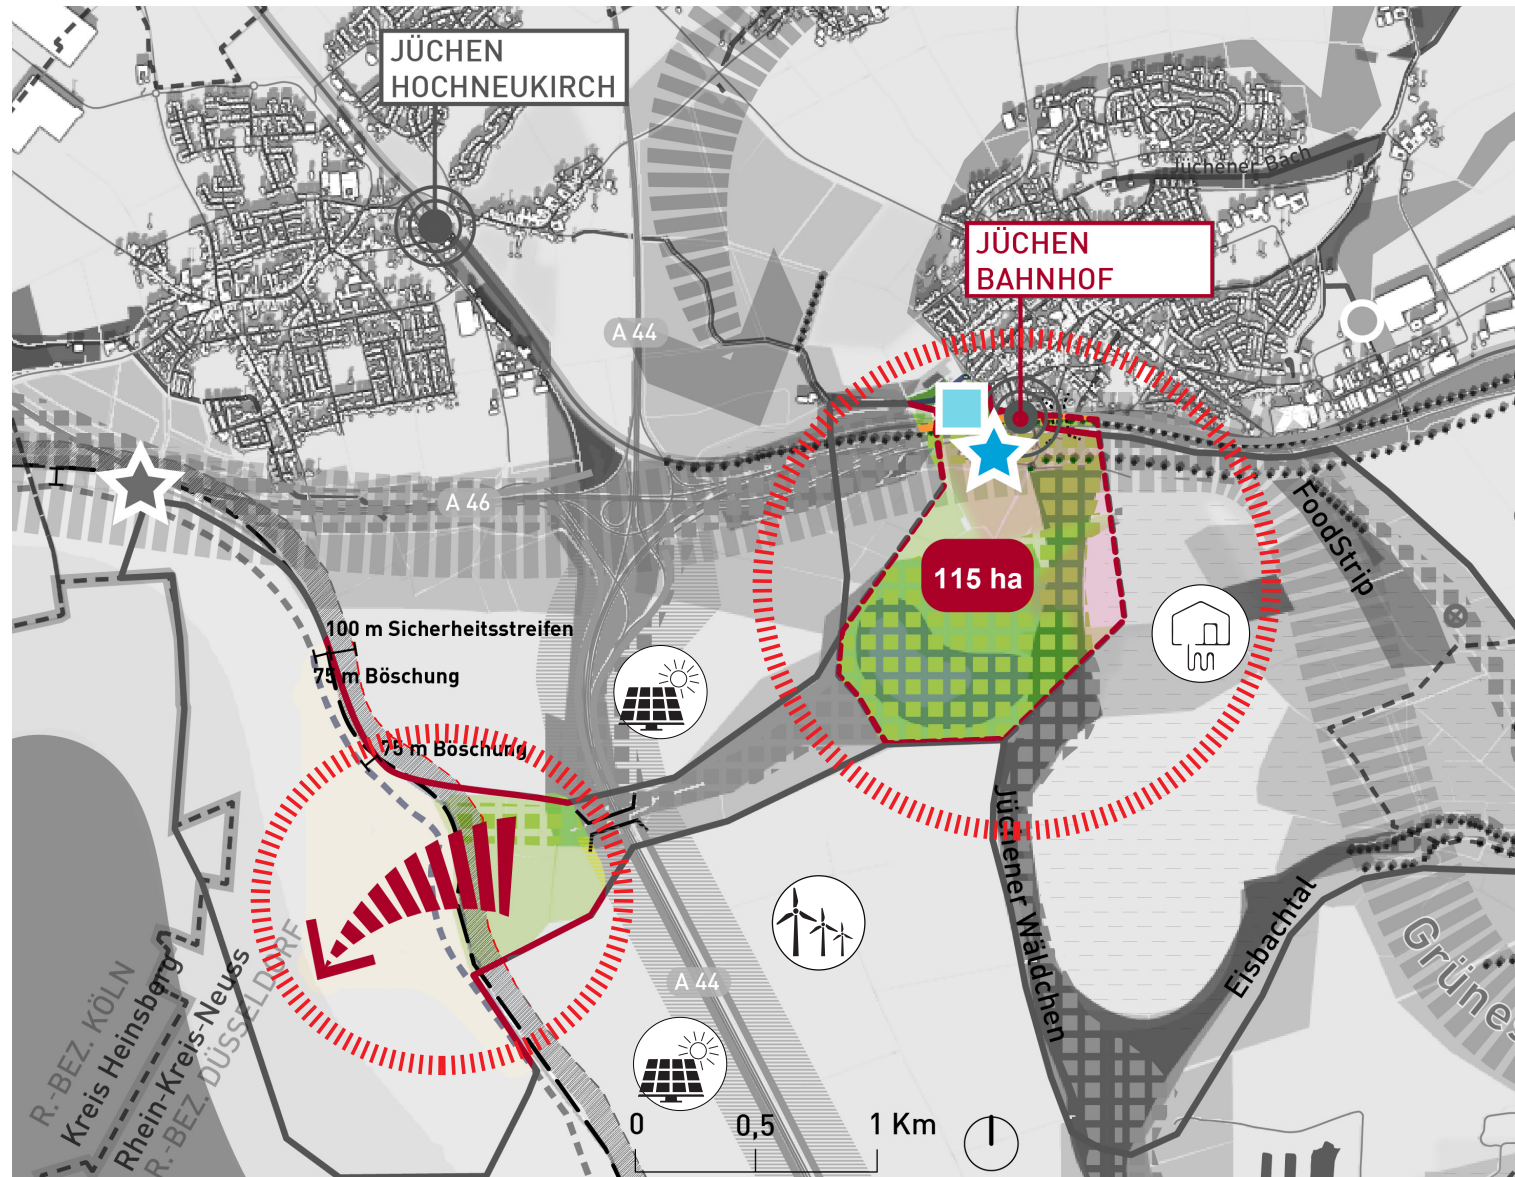 JÜCHEN
HOCHNEUKIRCH
Jüchener Bach
JÜCHEN
BAHNHOF
A 44
A 46
FoodStrip
115 ha
100 m Sicherheitsstreifen
75 m Böschung
75 m Böschung
Jüchener Wäldchen
Eisbachtal
Grünes
A 44
R.-BEZ. KÖLN
Kreis Heinsberg
Rhein-Kreis-Neuss
R.-BEZ. DÜSSELDORF
0 0,5 1 Km